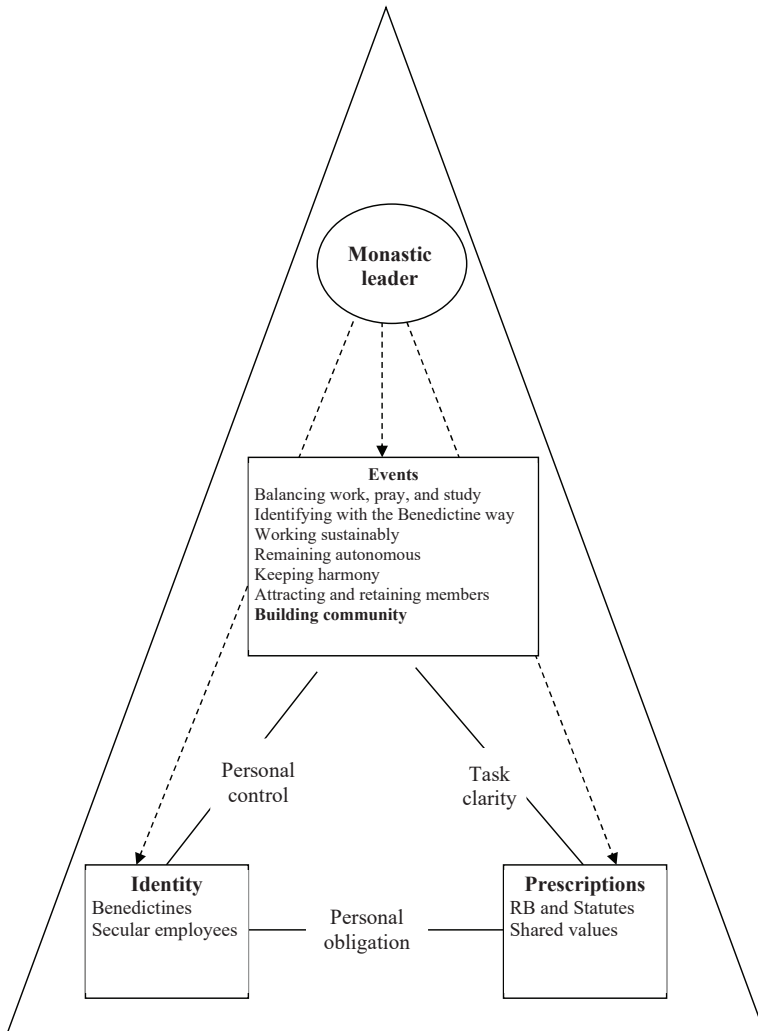 Monastic
leader
Events
Balancing work, pray, and study
Identifying with the Benedictine way
Working sustainably
Remaining autonomous
Keeping harmony
Attracting and retaining members
Building community
Personal
control
Task
clarity
Identity
Benedictines
Secular employees
Personal
obligation
Prescriptions
RB and Statutes
Shared values